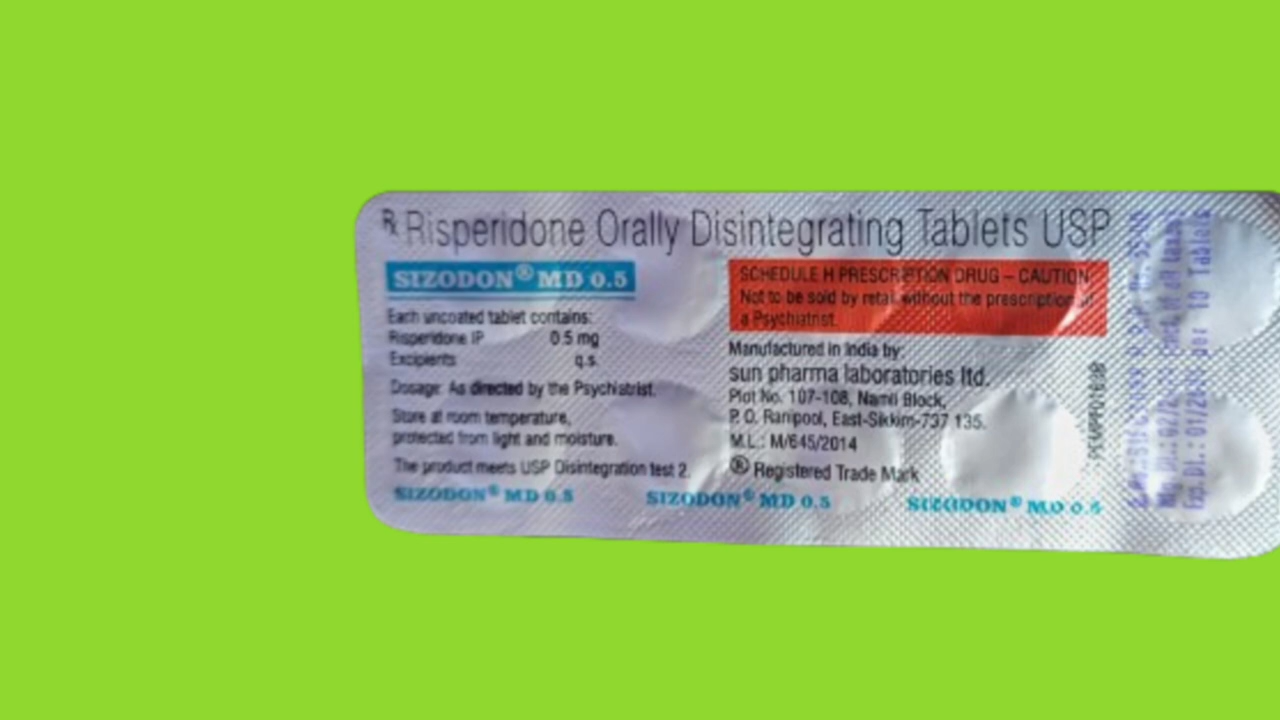 ℞ Risperidone Orally Disintegrating Tablets USP
SIZODON® MD 0.5
Each uncoated tablet contains:
Risperidone IP 0.5 mg
Excipients q.s.
Dosage: As directed by the Psychiatrist.
Store at room temperature,
protected from light and moisture.
The product meets USP Disintegration test 2.
SCHEDULE H PRESCRIPTION DRUG – CAUTION
Not to be sold by retail without the prescription of
a Psychiatrist.
Manufactured in India by:
sun pharma laboratories ltd.
Plot No. 107-108, Namli Block,
P. O. Ranipool, East-Sikkim-737 135.
M.L.: M/645/2014
® Registered Trade Mark
SIZODON® MD 0.5 SIZODON® MD 0.5 SIZODON® MD 0.5
per 10 Tablets